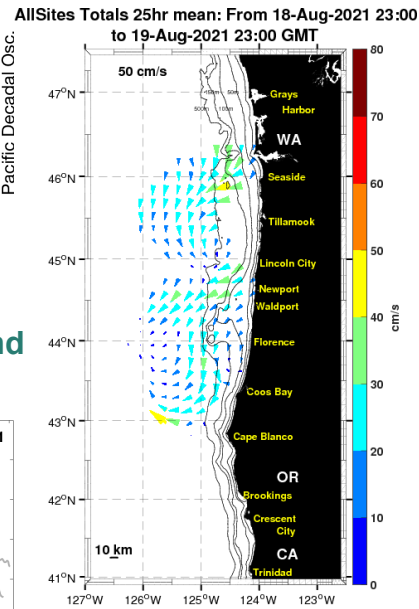 AllSites Totals 25hr mean: From 18-Aug-2021 23:00
to 19-Aug-2021 23:00 GMT
Pacific Decadal Osc.
50 cm/s
80
70
60
50
40
30
20
10
0
cm/s
47°N
46°N
45°N
44°N
43°N
42°N
41°N
50m
500m
Grays
Harbor
WA
Seaside
Tillamook
Lincoln City
Newport
Waldport
Florence
Coos Bay
Cape Blanco
OR
Brookings
Crescent
City
CA
Trinidad
10 km
127°W
126°W
125°W
124°W
123°W
nd